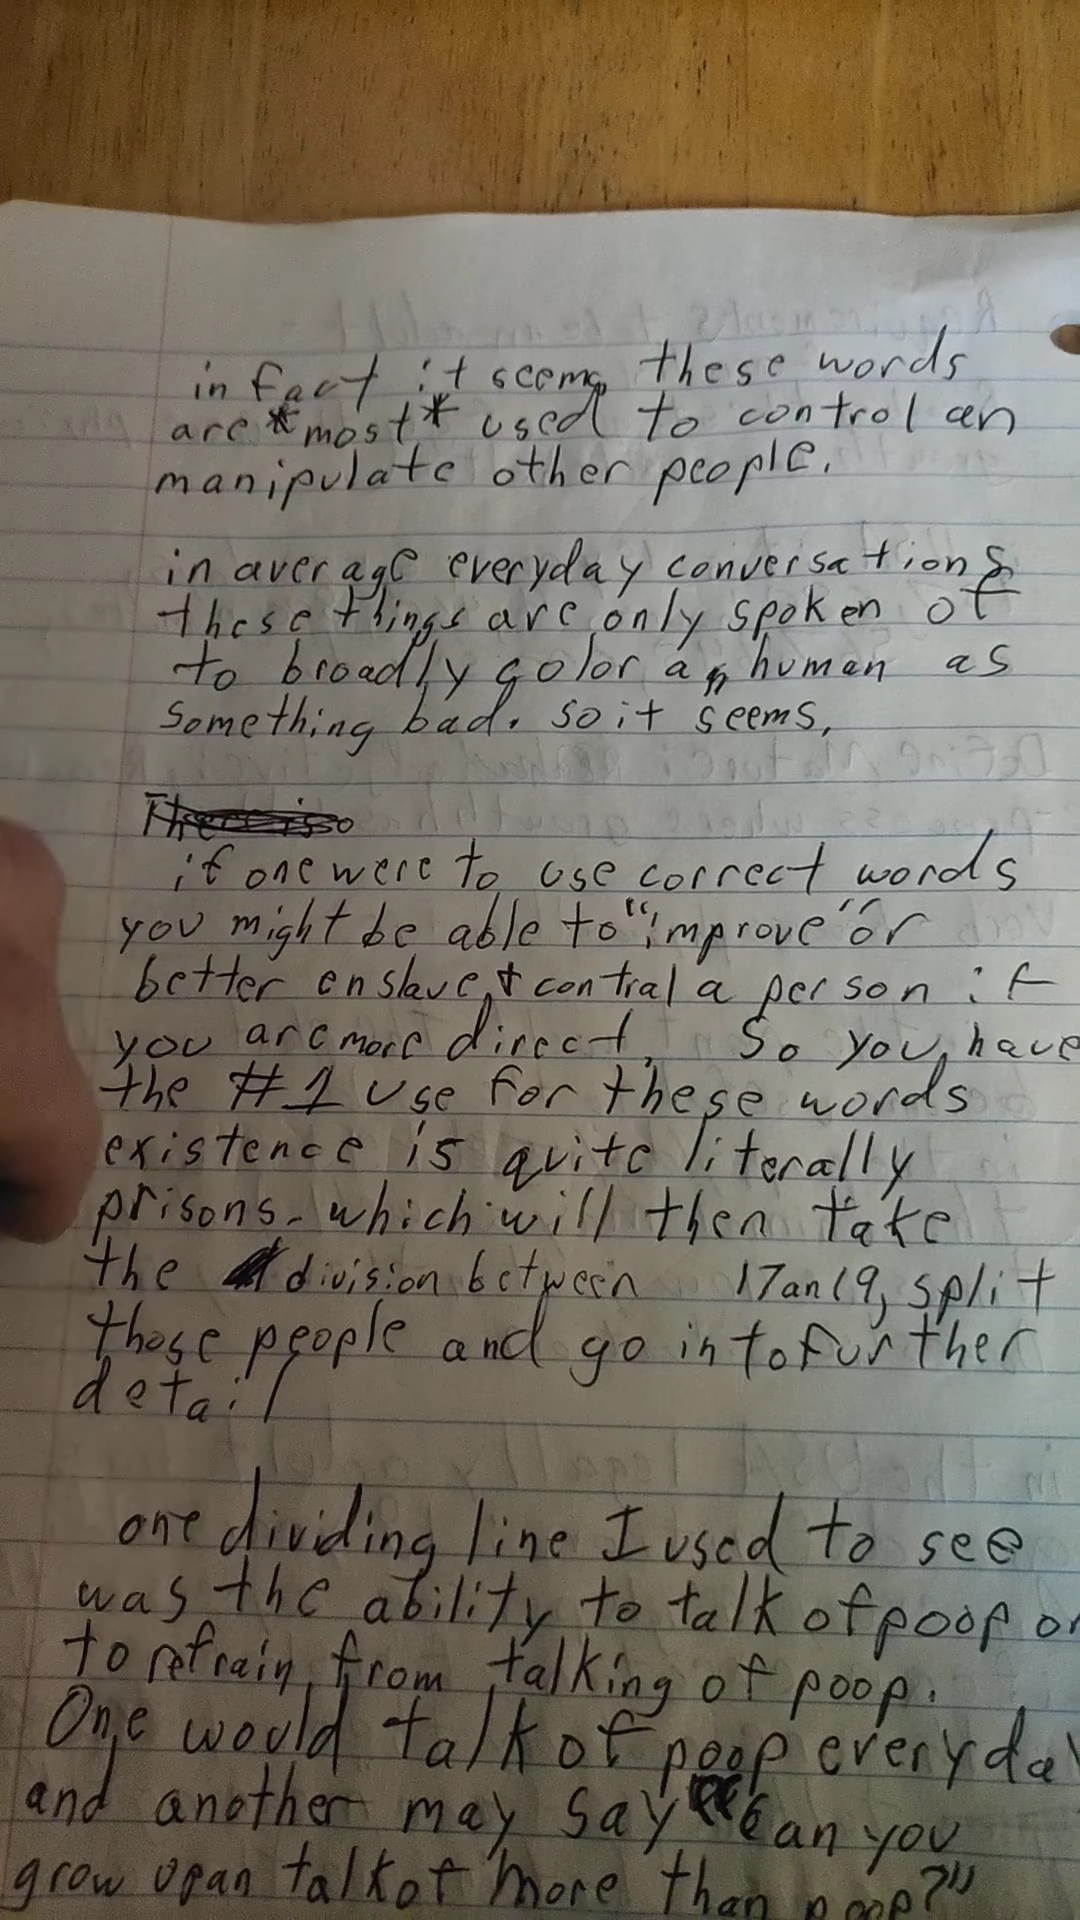 in fact it seems these words
are *most* used to control an
manipulate other people.
in average everyday conversations
these things are only spoken of
to broadly color a human as
something bad. so it seems,
if one were to use correct words
you might be able to "improve" or
better enslave & control a person if
you are more direct. So you have
the #1 use for these words
existence is quite literally
prisons. which will then take
the division between 17an19, split
those people and go into further
detail
one dividing line I used to see
was the ability to talk of poop or
to refrain from talking of poop.
One would talk of poop everyday
and another may say "can you
grow upan talk of more than poop?"